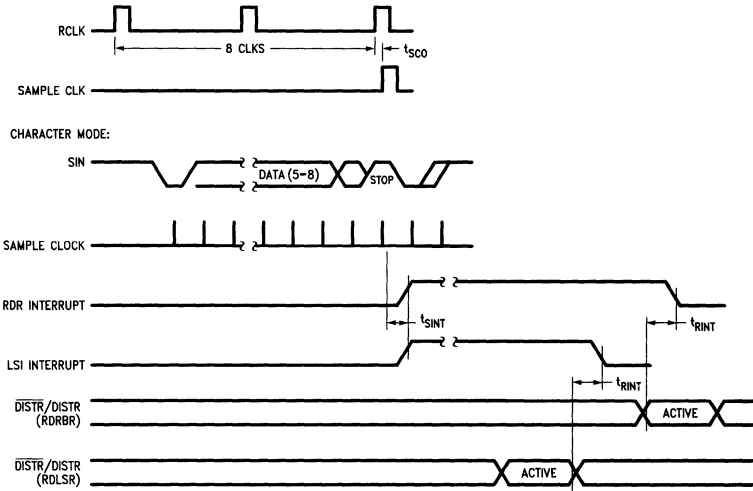 RCLK
8 CLKS
tSCO
SAMPLE CLK
CHARACTER MODE:
SIN
DATA (5-8)
STOP
SAMPLE CLOCK
RDR INTERRUPT
tSINT
tRINT
LSI INTERRUPT
tRINT
DISTR/DISTR
(RDRBR)
ACTIVE
DISTR/DISTR
(RDLSR)
ACTIVE